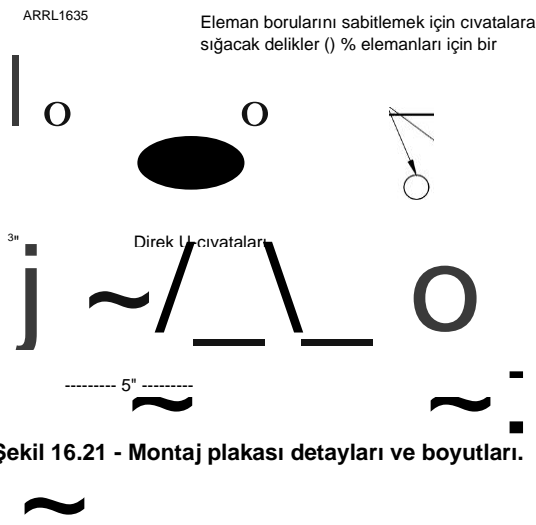 ARRL1635
Eleman borularını sabitlemek için cıvatalara
sığacak delikler () % elemanları için bir
o o
3"
Direk U-cıvataları
j ~ /_\_ O
--------- 5" ---------
~ ~ :
Şekil 16.21 - Montaj plakası detayları ve boyutları.
~